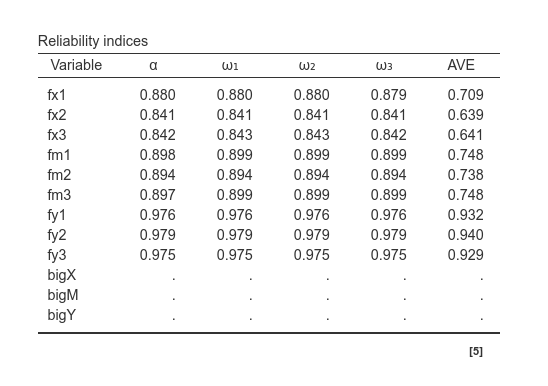 Reliability indices
Variable α ω₁ ω₂ ω₃ AVE
fx1 0.880 0.880 0.880 0.879 0.709
fx2 0.841 0.841 0.841 0.841 0.639
fx3 0.842 0.843 0.843 0.842 0.641
fm1 0.898 0.899 0.899 0.899 0.748
fm2 0.894 0.894 0.894 0.894 0.738
fm3 0.897 0.899 0.899 0.899 0.748
fy1 0.976 0.976 0.976 0.976 0.932
fy2 0.979 0.979 0.979 0.979 0.940
fy3 0.975 0.975 0.975 0.975 0.929
bigX . . . . .
bigM . . . . .
bigY . . . . .
[5]